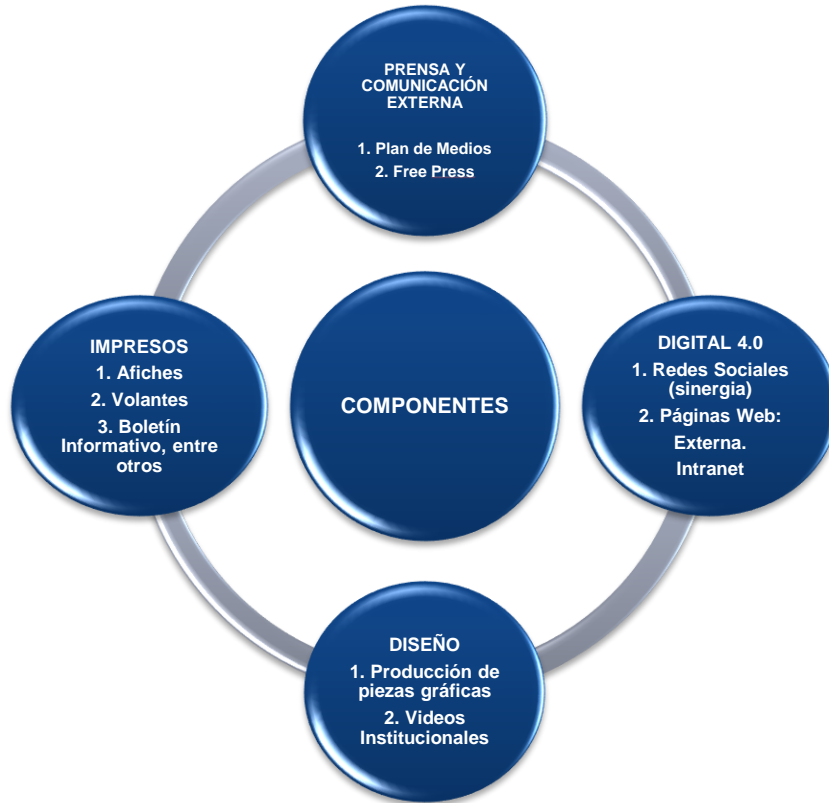 PRENSA Y
COMUNICACIÓN
EXTERNA
1. Plan de Medios
2. Free Press
IMPRESOS
1. Afiches
2. Volantes
3. Boletín
Informativo, entre
otros
COMPONENTES
DIGITAL 4.0
1. Redes Sociales
(sinergia)
2. Páginas Web:
Externa.
Intranet
DISEÑO
1. Producción de
piezas gráficas
2. Videos
Institucionales